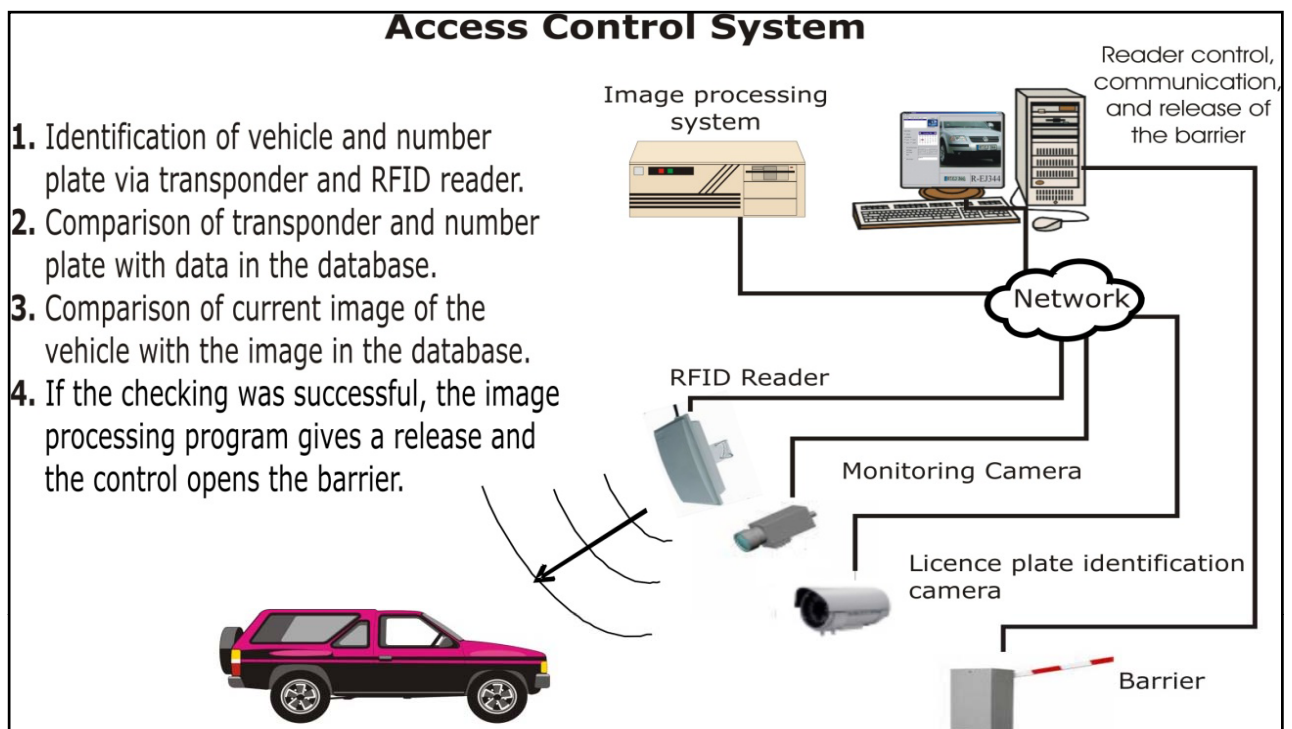 Access Control System
1. Identification of vehicle and number
plate via transponder and RFID reader.
2. Comparison of transponder and number
plate with data in the database.
3. Comparison of current image of the
vehicle with the image in the database.
4. If the checking was successful, the image
processing program gives a release and
the control opens the barrier.
Image processing
system
Reader control,
communication,
and release of
the barrier
R-EJ344
Network
RFID Reader
Monitoring Camera
Licence plate identification
camera
Barrier